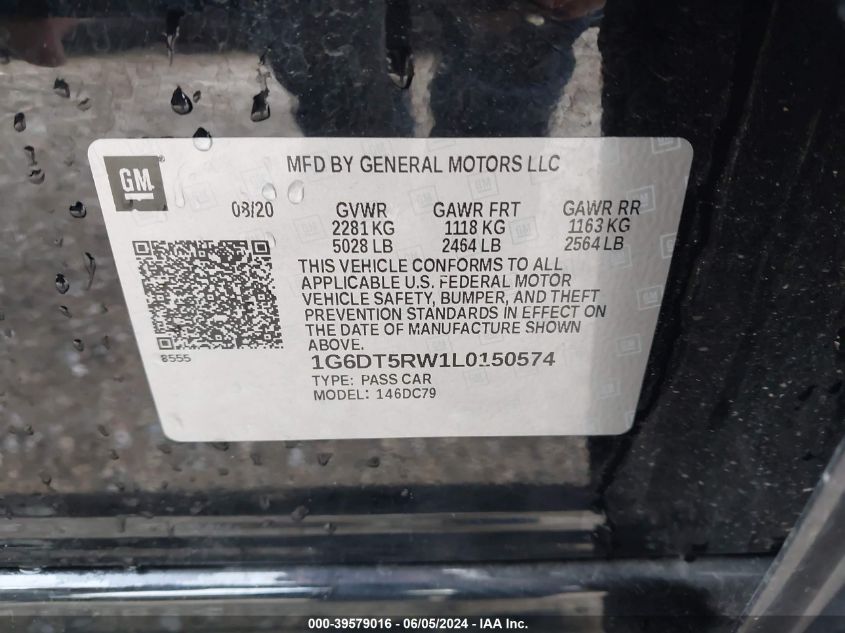 GM
MFD BY GENERAL MOTORS LLC
08/20 GVWR GAWR FRT GAWR RR
2281 KG 1118 KG 1163 KG
5028 LB 2464 LB 2564 LB
THIS VEHICLE CONFORMS TO ALL
APPLICABLE U.S. FEDERAL MOTOR
VEHICLE SAFETY, BUMPER, AND THEFT
PREVENTION STANDARDS IN EFFECT ON
THE DATE OF MANUFACTURE SHOWN
ABOVE.
8555
1G6DT5RW1L0150574
TYPE: PASS CAR
MODEL: 146DC79
000-39579016 - 06/05/2024 - IAA Inc.